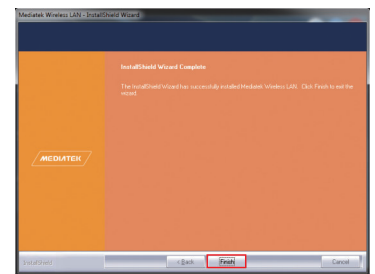 Mediatek Wireless LAN - InstallShield Wizard
InstallShield Wizard Complete
The InstallShield Wizard has successfully installed Mediatek Wireless LAN. Click Finish to exit the
wizard.
MEDIATEK
InstallShield
< Back Finish Cancel